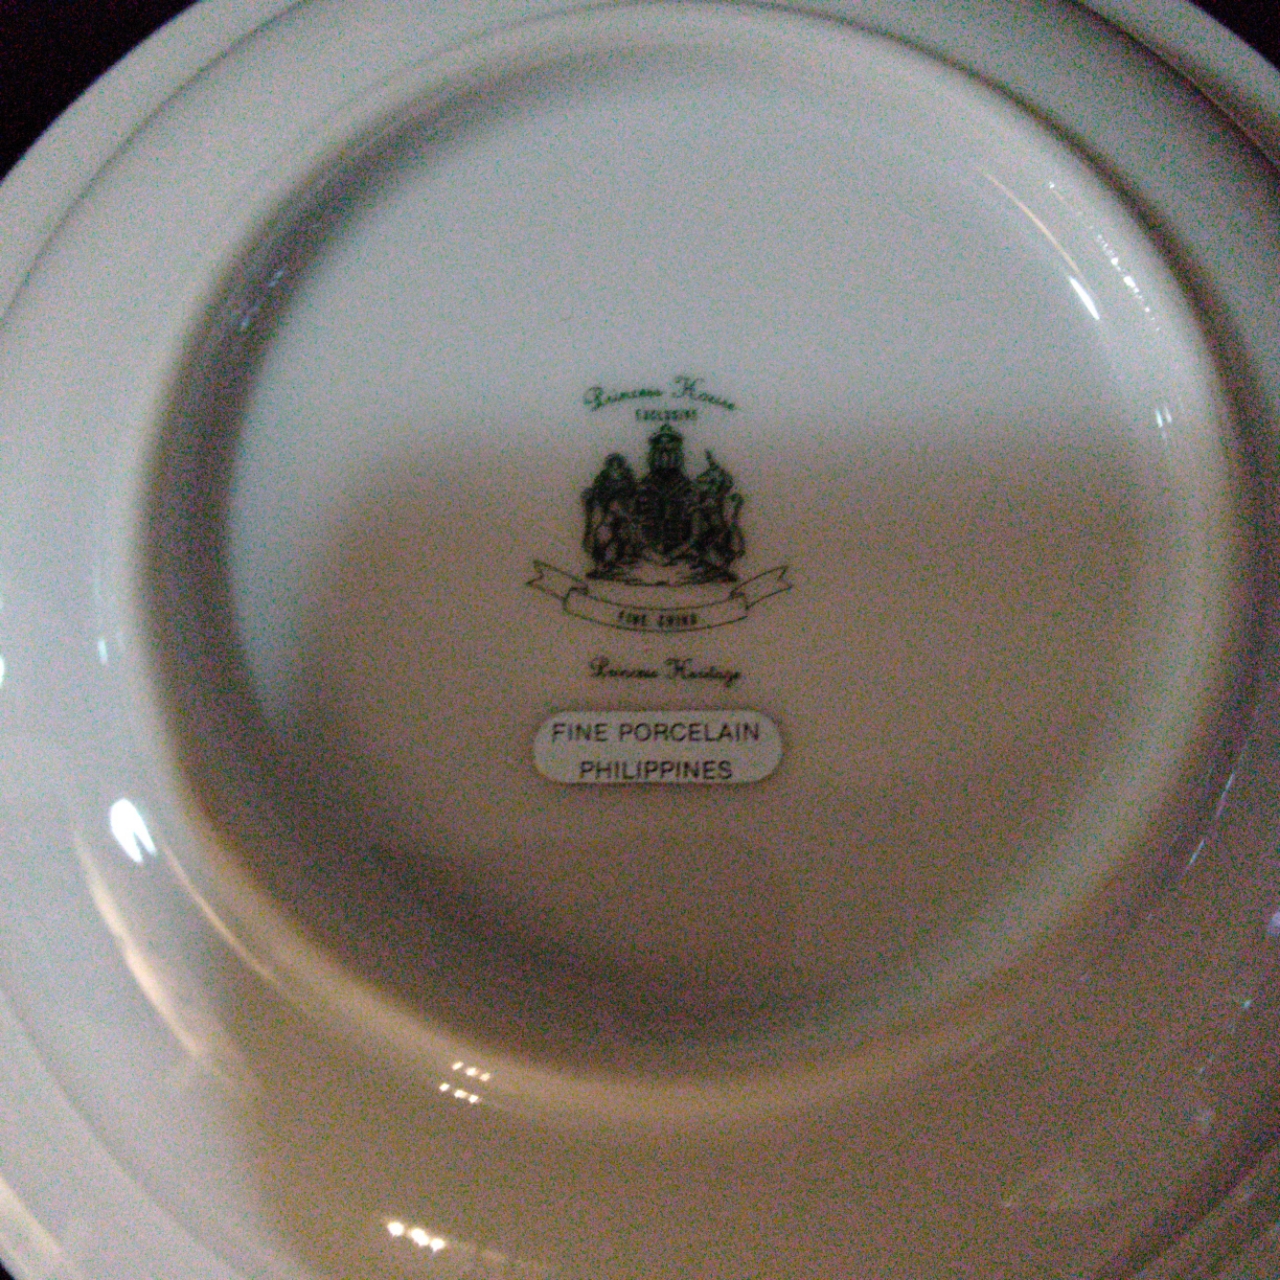 Princess House
EXCLUSIVE
FINE CHINA
Princess Heritage
FINE PORCELAIN
PHILIPPINES